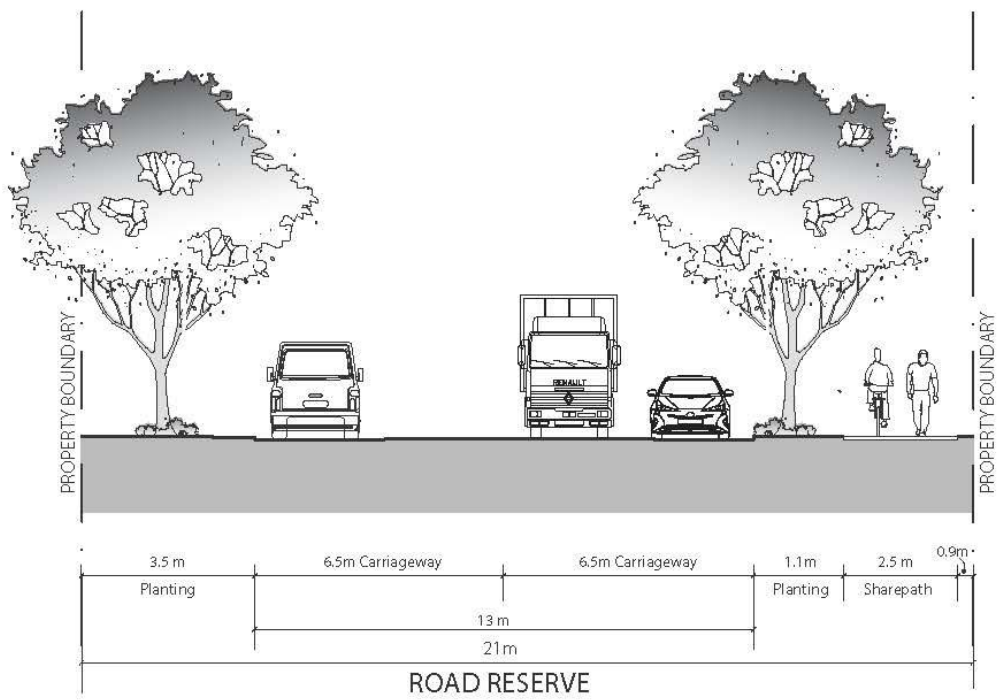 PROPERTY BOUNDARY
RENAULT
PROPERTY BOUNDARY
3.5 m
6.5m Carriageway
6.5m Carriageway
1.1m
2.5 m
0.9m
Planting
Planting
Sharepath
13 m
21m
ROAD RESERVE